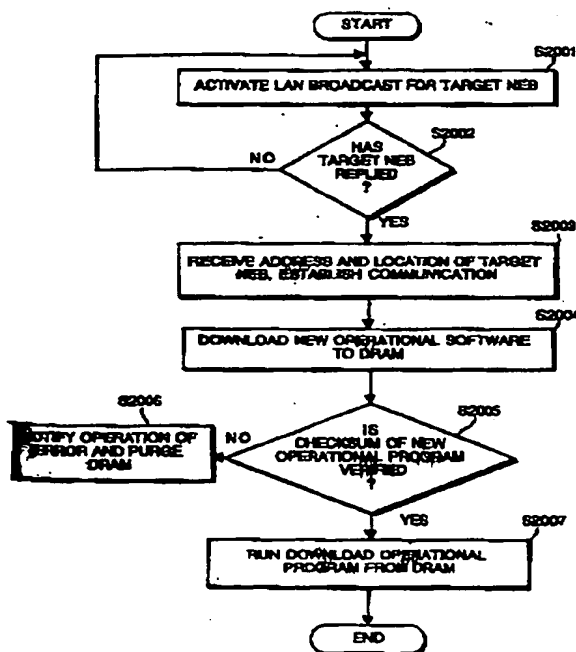 START
S2001
ACTIVATE LAN BROADCAST FOR TARGET NEB
S2002
HAS
TARGET NEB
REPLIED
?
NO
YES
S2003
RECEIVE ADDRESS AND LOCATION OF TARGET
NEB, ESTABLISH COMMUNICATION
S2004
DOWNLOAD NEW OPERATIONAL SOFTWARE
TO DRAM
S2006
NOTIFY OPERATION OF
ERROR AND PURGE
DRAM
NO
S2005
IS
CHECKSUM OF NEW
OPERATIONAL PROGRAM
VERIFIED
?
YES
S2007
RUN DOWNLOAD OPERATIONAL
PROGRAM FROM DRAM
END